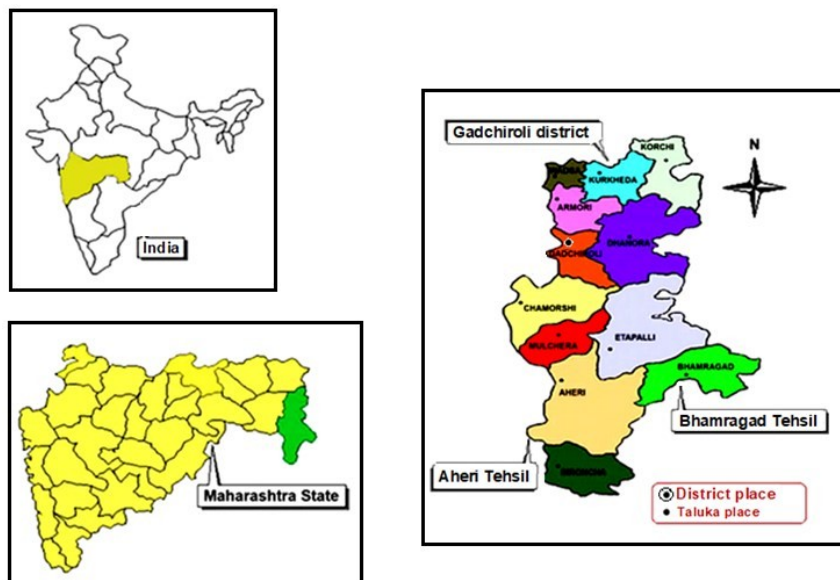 India
Maharashtra State
Gadchiroli district
KORCHI
N
WADSA
KURKHEDA
ARMORI
DHANORA
GADCHIROLI
CHAMORSHI
ETAPALLI
MULCHERA
BHAMRAGAD
AHERI
Bhamragad Tehsil
Aheri Tehsil
SIRONCHA
District place
Taluka place